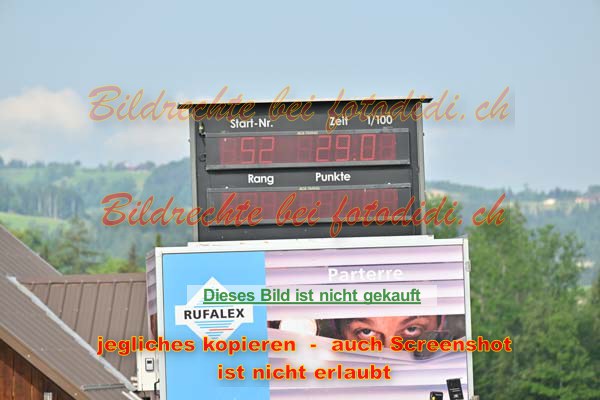 Bildrechte bei fotodidi.ch
Start-Nr. Zeit 1/100
52 29.0
Rang Punkte
Bildrechte bei fotodidi.ch
Parterre
Dieses Bild ist nicht gekauft
RUFALEX
jegliches kopieren - auch Screenshot
ist nicht erlaubt